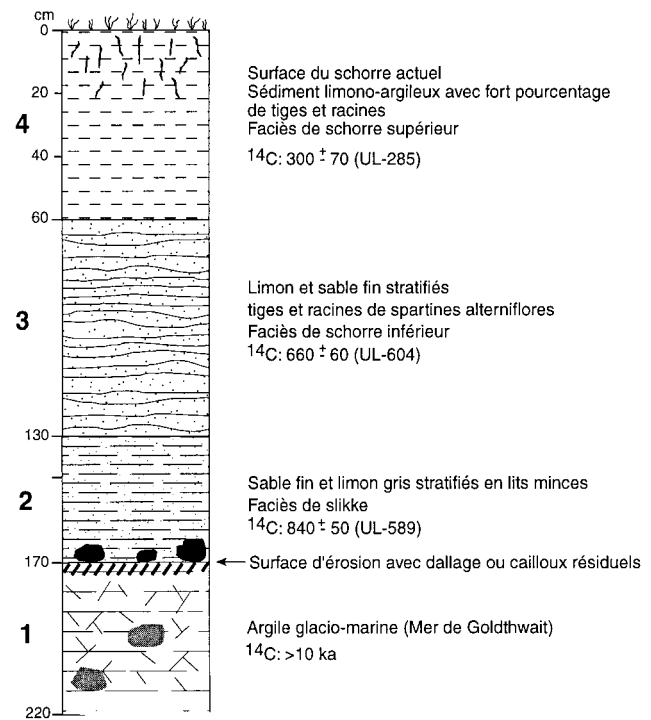 cm
0
Surface du schorre actuel
Sédiment limono-argileux avec fort pourcentage
de tiges et racines
Faciès de schorre supérieur
20
4
40
14C: 300 ± 70 (UL-285)
60
Limon et sable fin stratifiés
tiges et racines de spartines alterniflores
3
Faciès de schorre inférieur
14C: 660 ± 60 (UL-604)
130
Sable fin et limon gris stratifiés en lits minces
2
Faciès de slikke
14C: 840 ± 50 (UL-589)
170
Surface d'érosion avec dallage ou cailloux résiduels
1
Argile glacio-marine (Mer de Goldthwait)
14C: >10 ka
220